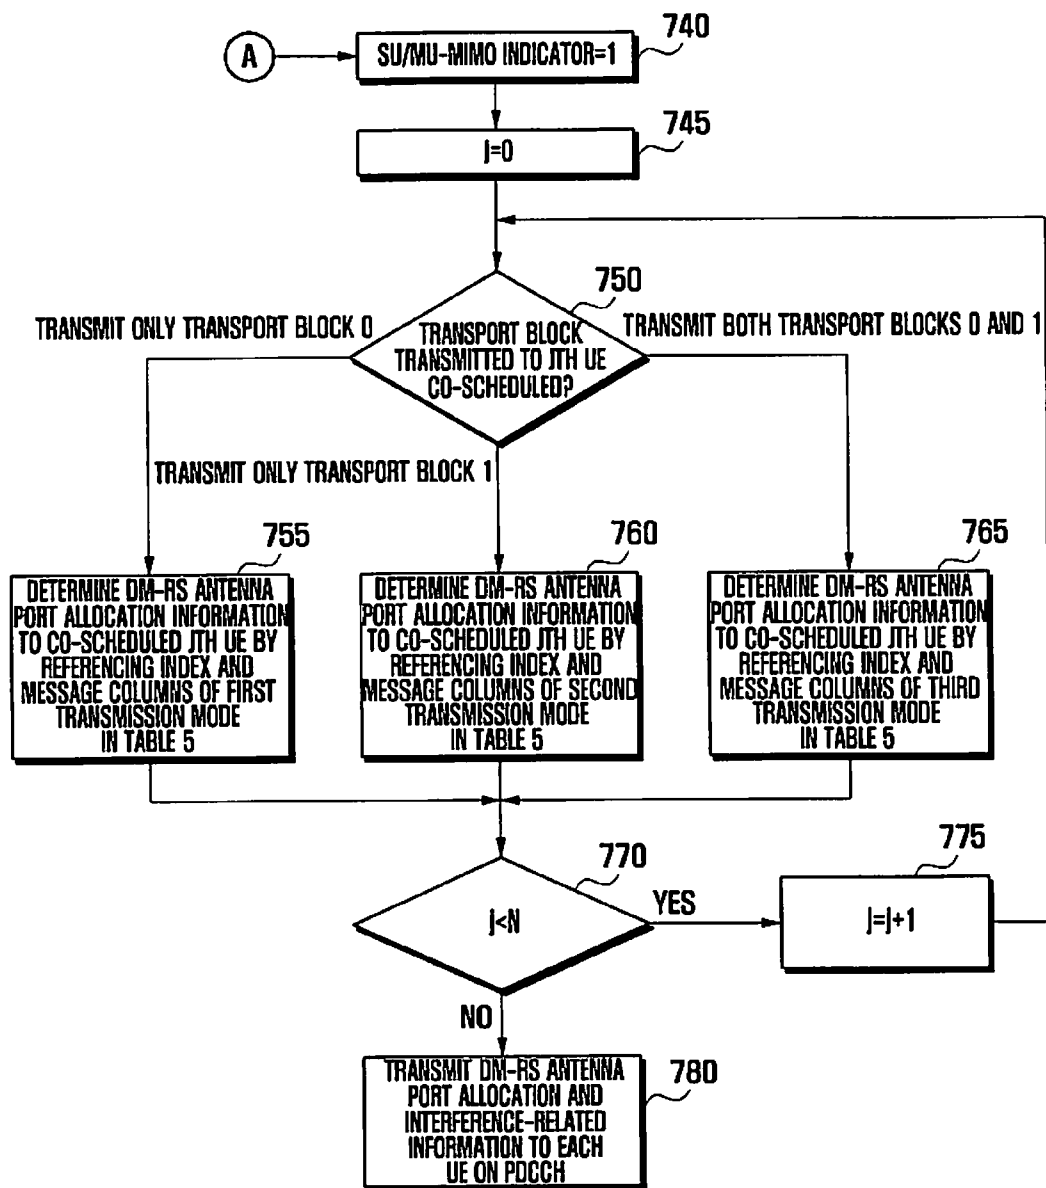 A
SU/MU-MIMO INDICATOR=1
740
j=0
745
750
TRANSMIT ONLY TRANSPORT BLOCK 0
TRANSPORT BLOCK
TRANSMITTED TO JTH UE
CO-SCHEDULED?
TRANSMIT BOTH TRANSPORT BLOCKS 0 AND 1
TRANSMIT ONLY TRANSPORT BLOCK 1
755
DETERMINE DM-RS ANTENNA
PORT ALLOCATION INFORMATION
TO CO-SCHEDULED JTH UE BY
REFERENCING INDEX AND
MESSAGE COLUMNS OF FIRST
TRANSMISSION MODE
IN TABLE 5
760
DETERMINE DM-RS ANTENNA
PORT ALLOCATION INFORMATION
TO CO-SCHEDULED JTH UE BY
REFERENCING INDEX AND
MESSAGE COLUMNS OF SECOND
TRANSMISSION MODE
IN TABLE 5
765
DETERMINE DM-RS ANTENNA
PORT ALLOCATION INFORMATION
TO CO-SCHEDULED JTH UE BY
REFERENCING INDEX AND
MESSAGE COLUMNS OF THIRD
TRANSMISSION MODE
IN TABLE 5
770
j<N
YES
775
j=j+1
NO
TRANSMIT DM-RS ANTENNA
PORT ALLOCATION AND
INTERFERENCE-RELATED
INFORMATION TO EACH
UE ON PDCCH
780